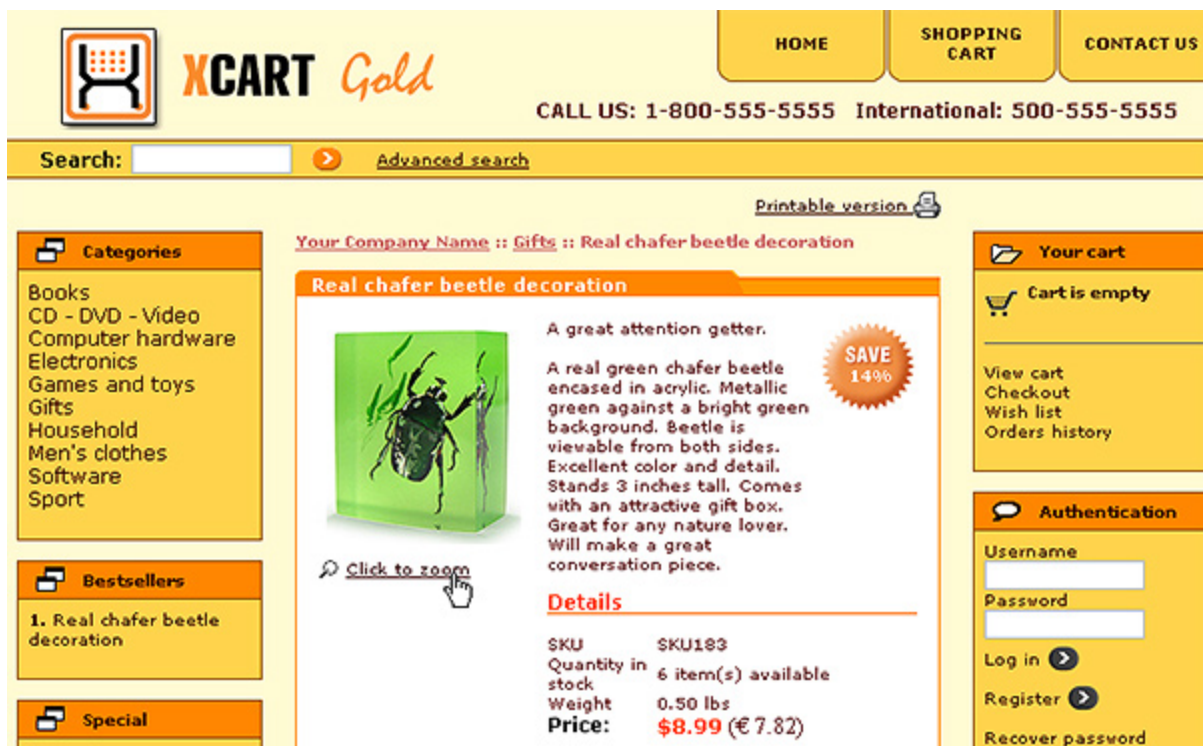 XCART Gold
HOME
SHOPPING
CART
CONTACT US
CALL US: 1-800-555-5555 International: 500-555-5555
Search:
Advanced search
Printable version
Categories
Books
CD - DVD - Video
Computer hardware
Electronics
Games and toys
Gifts
Household
Men's clothes
Software
Sport
Bestsellers
1. Real chafer beetle
decoration
Special
Your Company Name :: Gifts :: Real chafer beetle decoration
Real chafer beetle decoration
Click to zoom
A great attention getter.
A real green chafer beetle
encased in acrylic. Metallic
green against a bright green
background. Beetle is
viewable from both sides.
Excellent color and detail.
Stands 3 inches tall. Comes
with an attractive gift box.
Great for any nature lover.
Will make a great
conversation piece.
SAVE
14%
Details
SKU SKU183
Quantity in
stock 6 item(s) available
Weight 0.50 lbs
Price: $8.99 (€ 7.82)
Your cart
Cart is empty
View cart
Checkout
Wish list
Orders history
Authentication
Username
Password
Log in
Register
Recover password